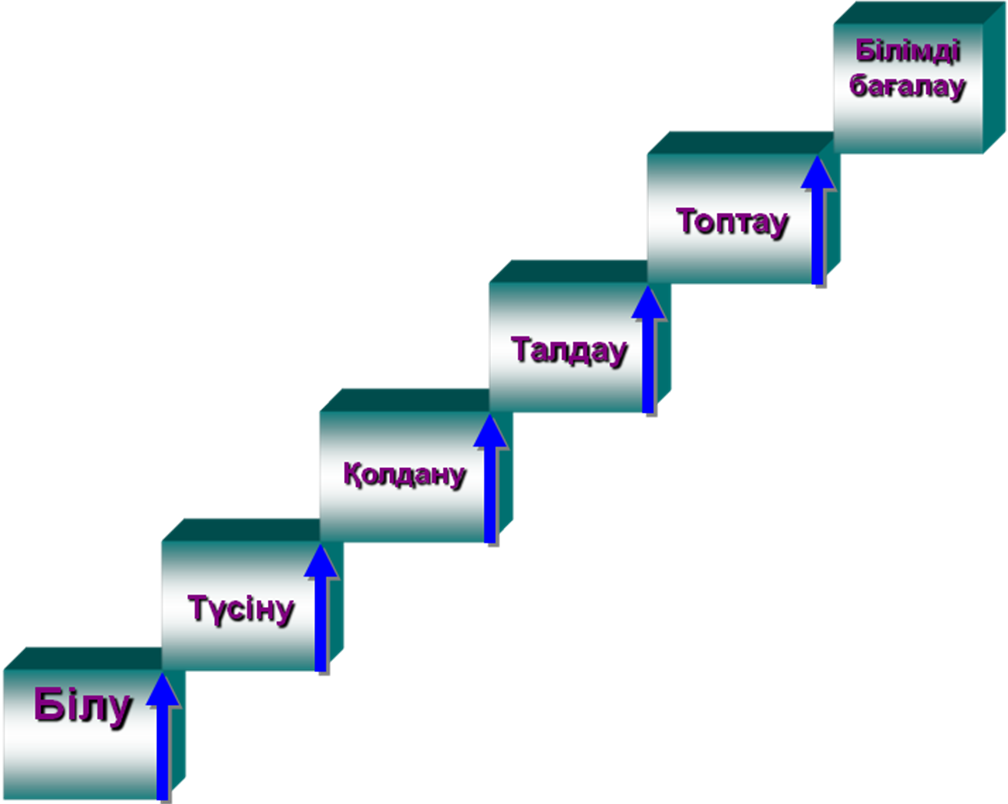 Білімді
бағалау
Топтау
Талдау
Қолдану
Түсіну
Білу